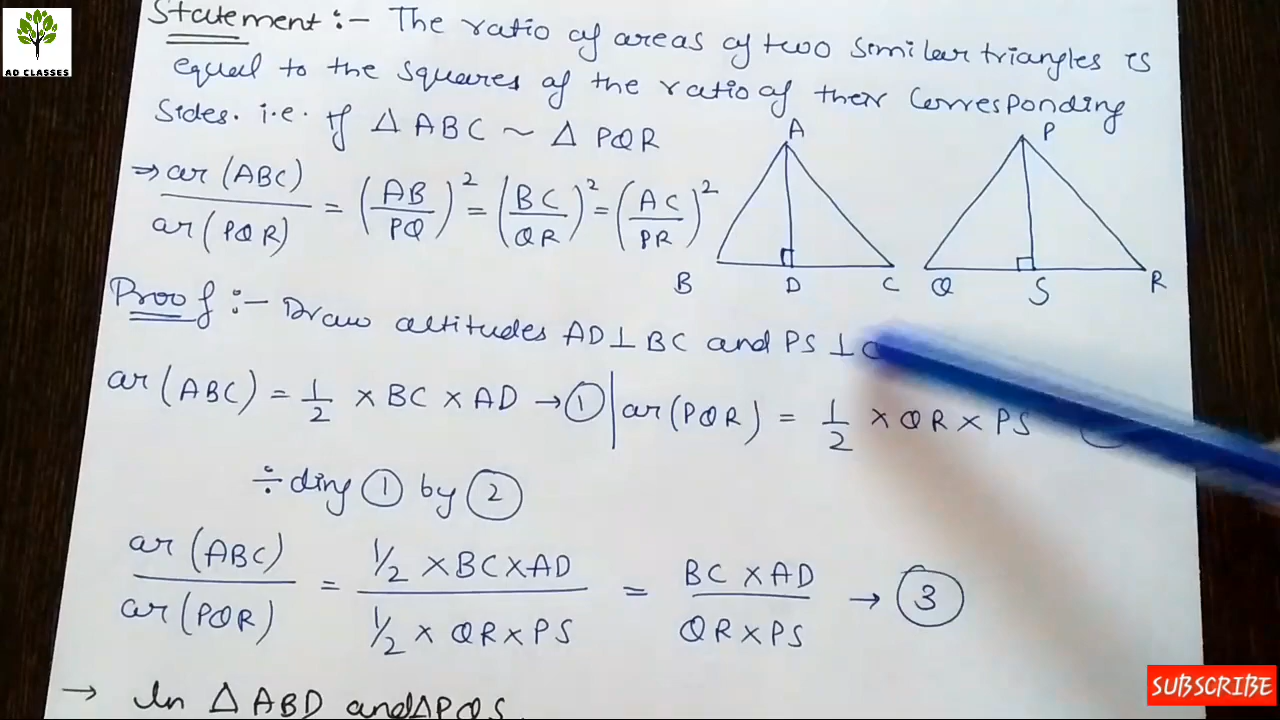 AD CLASSES
Statement :- The ratio of areas of two similar triangles is
equal to the squares of the ratio of their Corresponding
Sides. i.e. if Δ ABC ~ Δ PQR
⇒ ar (ABC) / ar (PQR) = (AB/PQ)² = (BC/QR)² = (AC/PR)²
A
B D C
P
Q S R
Proof :- Draw altitudes AD ⊥ BC and PS ⊥
ar (ABC) = 1/2 × BC × AD → ① | ar (PQR) = 1/2 × QR × PS
÷ding ① by ②
ar (ABC) / ar (PQR) = 1/2 × BC × AD / 1/2 × QR × PS = BC × AD / QR × PS → ③
→ In Δ ABD and Δ PQS
SUBSCRIBE